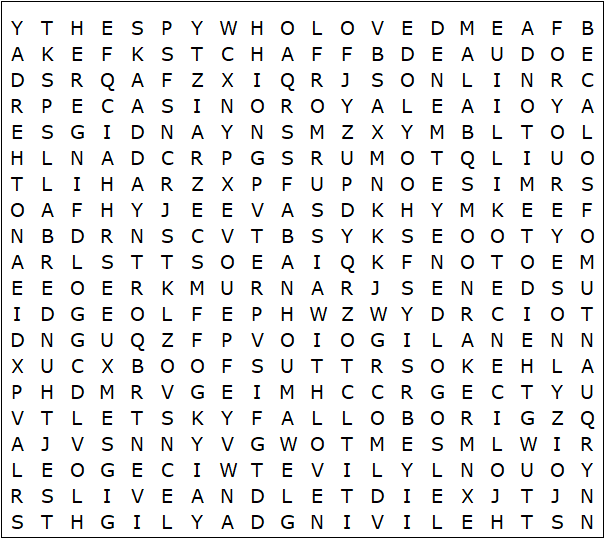 Y T H E S P Y W H O L O V E D M E A F B
A K E F K S T C H A F F B D E A U D O E
D S R Q A F Z X I Q R J S O N L I N R C
R P E C A S I N O R O Y A L E A I O Y A
E S G I D N A Y N S M Z X Y M B L T O L
H L N A D C R P G S R U M O T Q L I U O
T L I H A R Z X P F U P N O E S I M R S
O A F H Y J E E V A S D K H Y M K E E F
N B D R N S C V T B S Y K S E O O T Y O
A R L S T T S O E A I Q K F N O T O E M
E E O E R K M U R N A R J S E N E D S U
I D G E O L F E P H W Z W Y D R C I O T
D N G U Q Z F P V O I O G I L A N E N N
X U C X B O O F S U T T R S O K E H L A
P H D M R V G E I M H C C R G E C T Y U
V T L E T S K Y F A L L O B O R I G Z Q
A J V S N N Y V G W O T M E S M L W I R
L E O G E C I W T E V I L Y L N O U O Y
R S L I V E A N D L E T D I E X J T J N
S T H G I L Y A D G N I V I L E H T S N